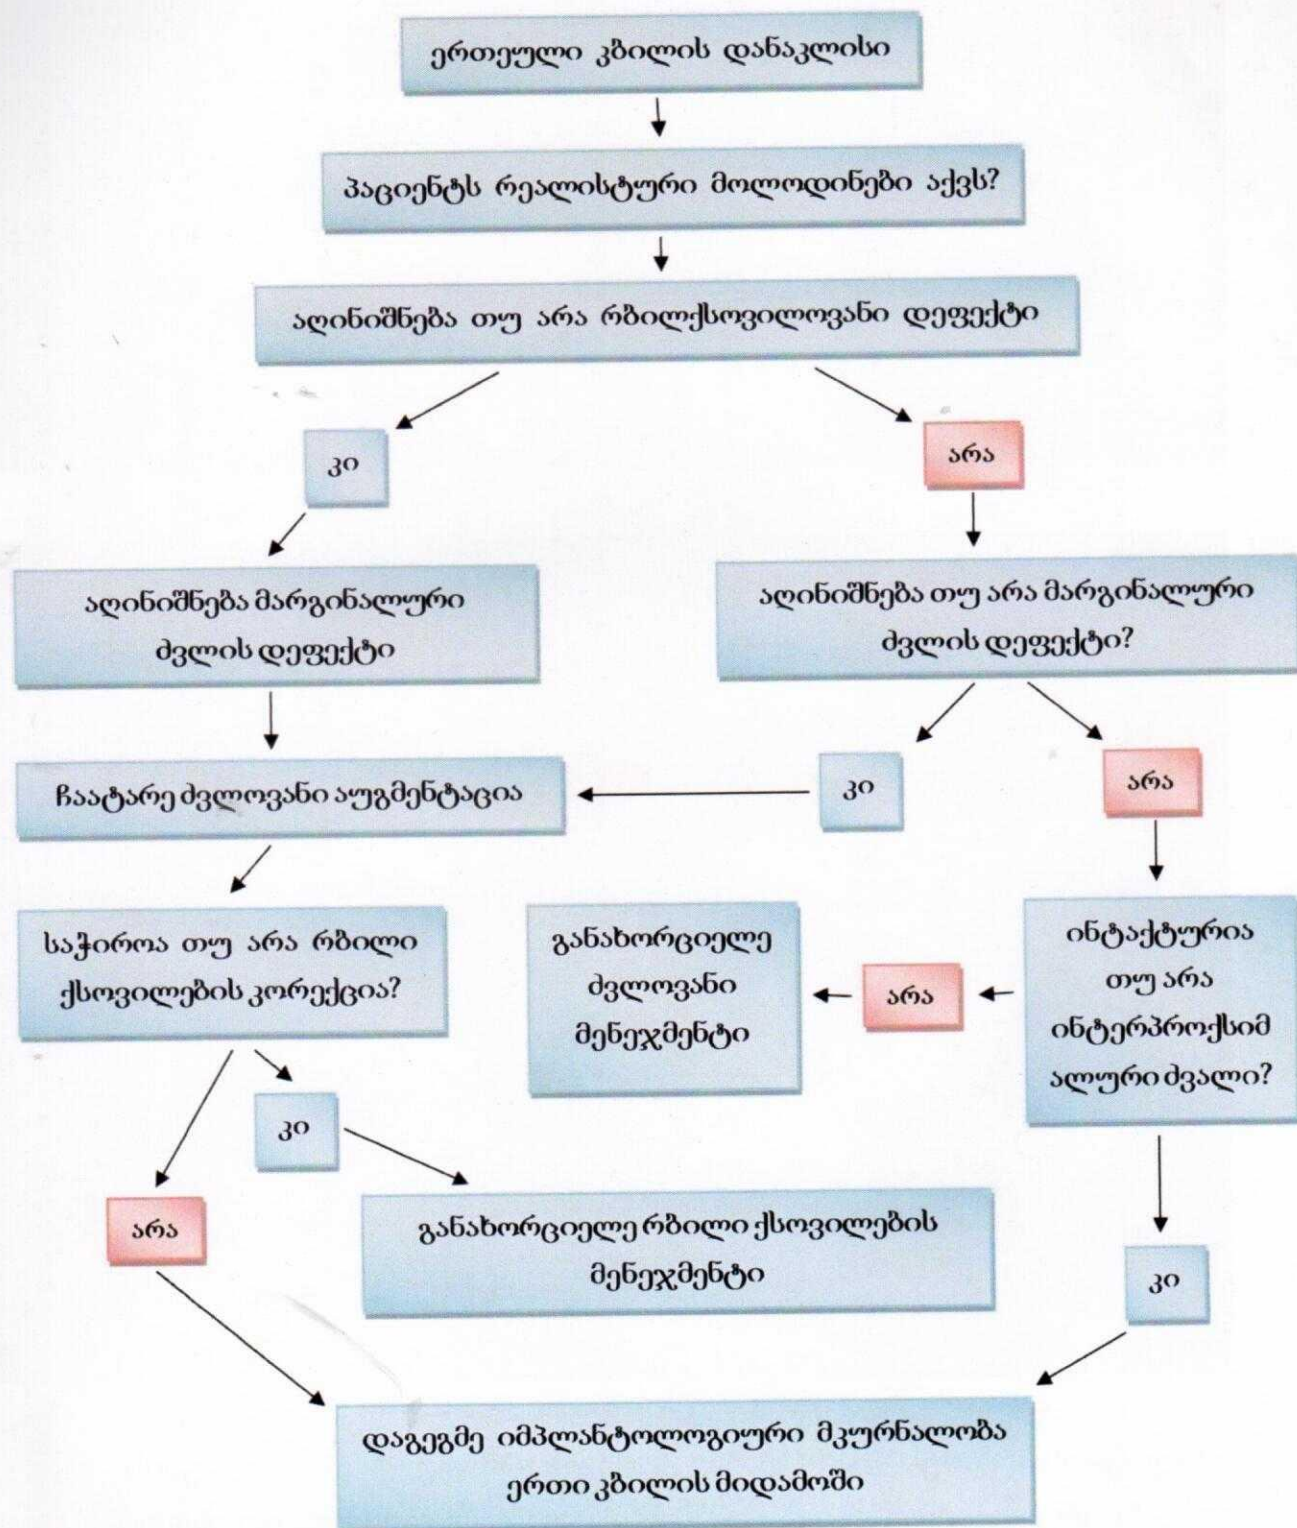 ერთეული კბილის დანაკლისი
პაციენტს რეალისტური მოლოდინები აქვს?
აღინიშნება თუ არა რბილქსოვილოვანი დეფექტი
კი
არა
აღინიშნება მარგინალური
ძვლის დეფექტი
აღინიშნება თუ არა მარგინალური
ძვლის დეფექტი?
ჩაატარე ძვლოვანი აუგმენტაცია
კი
არა
საჭიროა თუ არა რბილი
ქსოვილების კორექცია?
განახორციელე
ძვლოვანი
მენეჯმენტი
არა
ინტაქტურია
თუ არა
ინტერპროქსიმ
ალური ძვალი?
კი
არა
განახორციელე რბილი ქსოვილების
მენეჯმენტი
კი
დაგეგმე იმპლანტოლოგიური მკურნალობა
ერთი კბილის მიდამოში